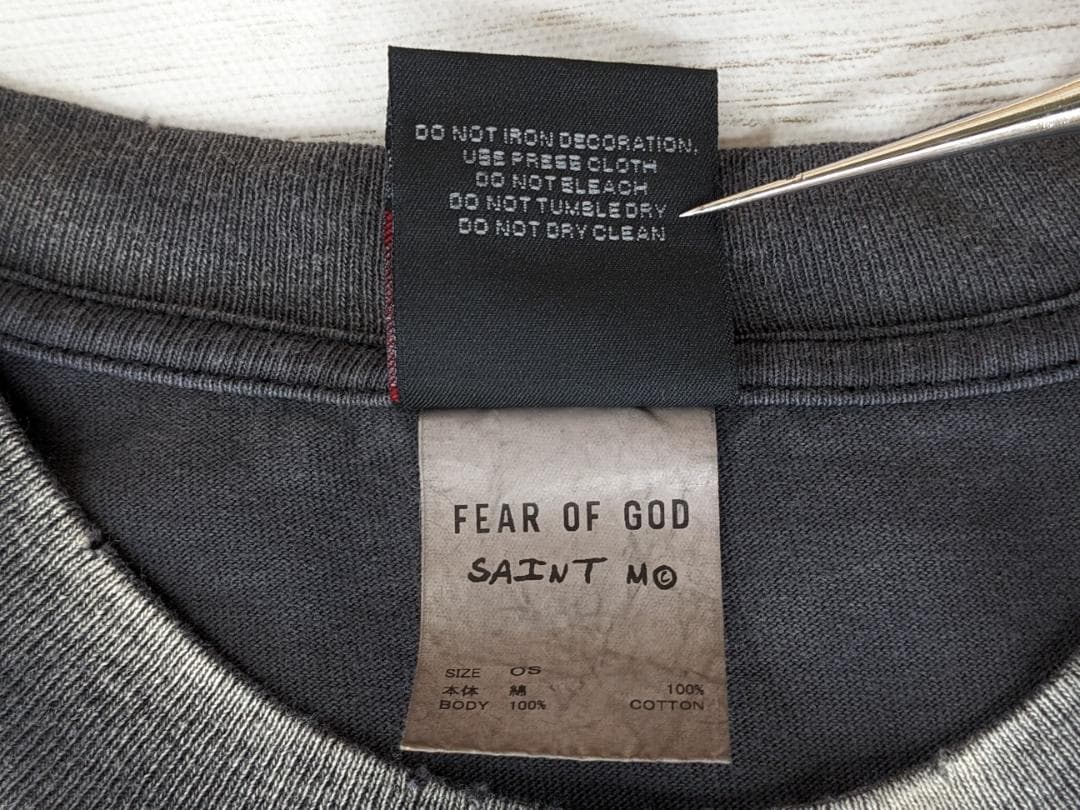 DO NOT IRON DECORATION,
USE PRESS CLOTH
DO NOT BLEACH
DO NOT TUMBLE DRY
DO NOT DRY CLEAN
FEAR OF GOD
SAINT M©
SIZE OS
本体 綿 100%
BODY 100% COTTON